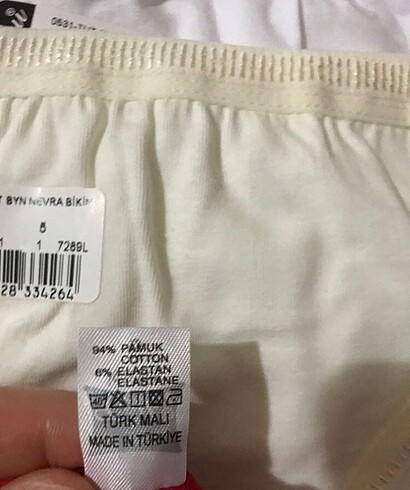 BYN NEVRA BİKİN
1 7289L
28 334264
94% PAMUK
COTTON
6% ELASTAN
ELASTANE
TÜRK MALI
MADE IN TÜRKİYE